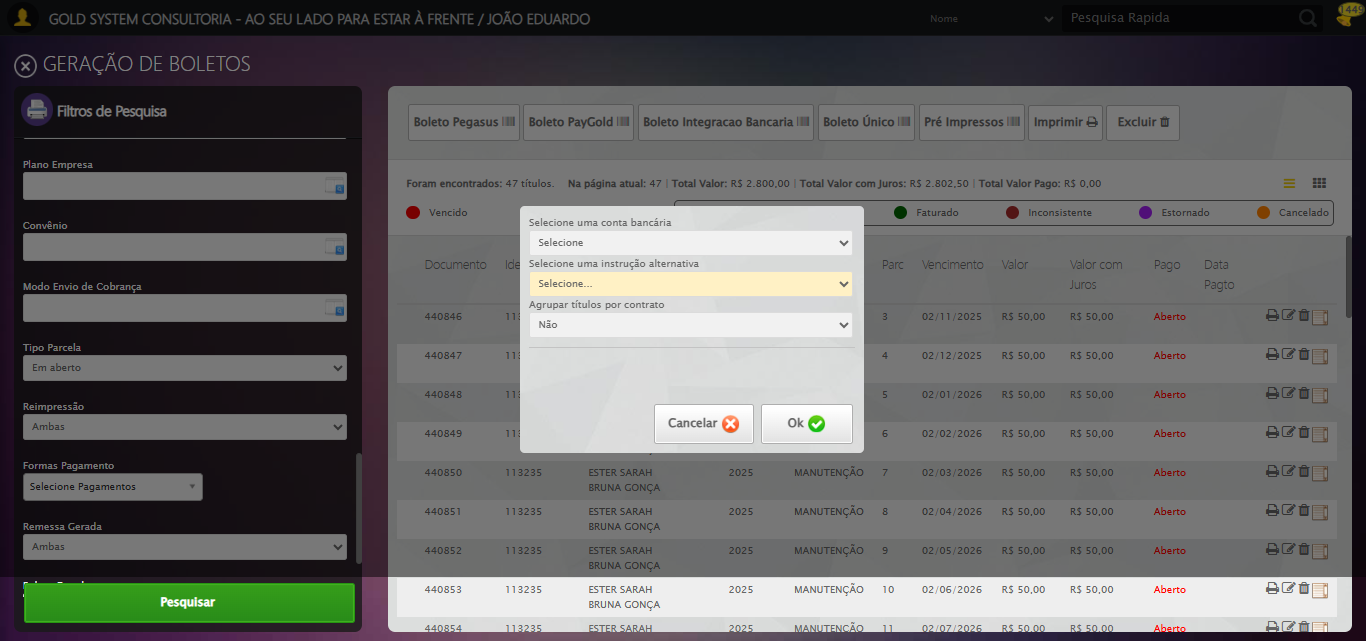 GOLD SYSTEM CONSULTORIA - AO SEU LADO PARA ESTAR À FRENTE / JOÃO EDUARDO
Nome
Pesquisa Rapida
GERAÇÃO DE BOLETOS
Filtros de Pesquisa
Plano Empresa
Convênio
Modo Envio de Cobrança
Tipo Parcela
Em aberto
Reimpressão
Ambas
Formas Pagamento
Selecione Pagamentos
Remessa Gerada
Ambas
Pesquisar
Boleto Pegasus Boleto PayGold Boleto Integracao Bancaria Boleto Único Pré Impressos Imprimir Excluir
Foram encontrados: 47 títulos. Na página atual: 47 | Total Valor: R$ 2.800,00 | Total Valor com Juros: R$ 2.802,50 | Total Valor Pago: R$ 0,00
Vencido Faturado Inconsistente Estornado Cancelado
Selecione uma conta bancária
Selecione
Selecione uma instrução alternativa
Selecione...
Agrupar títulos por contrato
Não
Cancelar Ok
Documento Parc Vencimento Valor Valor com Juros Pago Data Pagto
440846 3 02/11/2025 R$ 50,00 R$ 50,00 Aberto
440847 4 02/12/2025 R$ 50,00 R$ 50,00 Aberto
440848 5 02/01/2026 R$ 50,00 R$ 50,00 Aberto
440849 6 02/02/2026 R$ 50,00 R$ 50,00 Aberto
440850 113235 ESTER SARAH 2025 MANUTENÇÃO 7 02/03/2026 R$ 50,00 R$ 50,00 Aberto
BRUNA GONÇA
440851 113235 ESTER SARAH 2025 MANUTENÇÃO 8 02/04/2026 R$ 50,00 R$ 50,00 Aberto
BRUNA GONÇA
440852 113235 ESTER SARAH 2025 MANUTENÇÃO 9 02/05/2026 R$ 50,00 R$ 50,00 Aberto
BRUNA GONÇA
440853 113235 ESTER SARAH 2025 MANUTENÇÃO 10 02/06/2026 R$ 50,00 R$ 50,00 Aberto
BRUNA GONÇA
440854 113235 ESTER SARAH 2025 MANUTENÇÃO 11 02/07/2026 R$ 50,00 R$ 50,00 Aberto